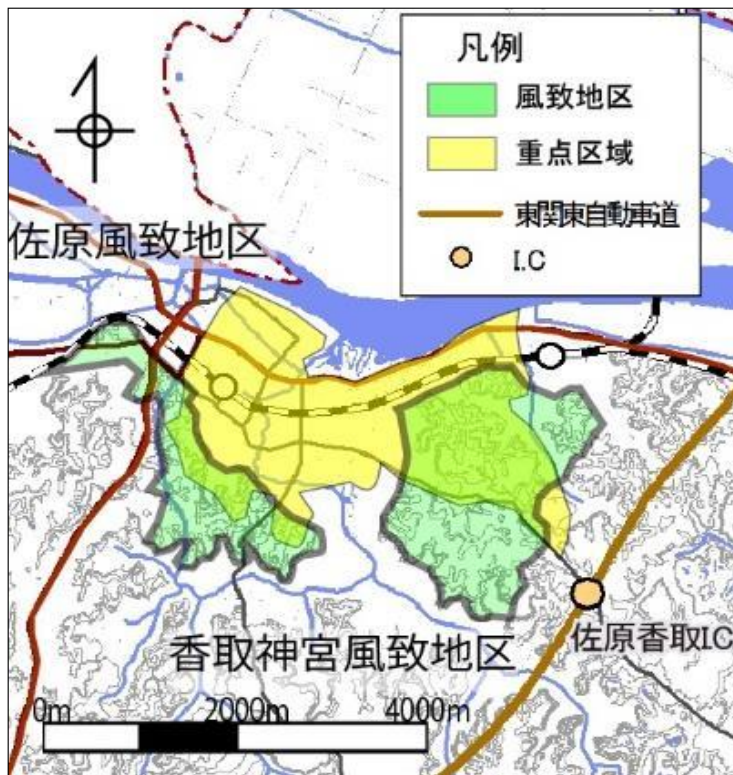 凡例
風致地区
重点区域
東関東自動車道
I.C
佐原風致地区
香取神宮風致地区
佐原香取IC
0m 2000m 4000m